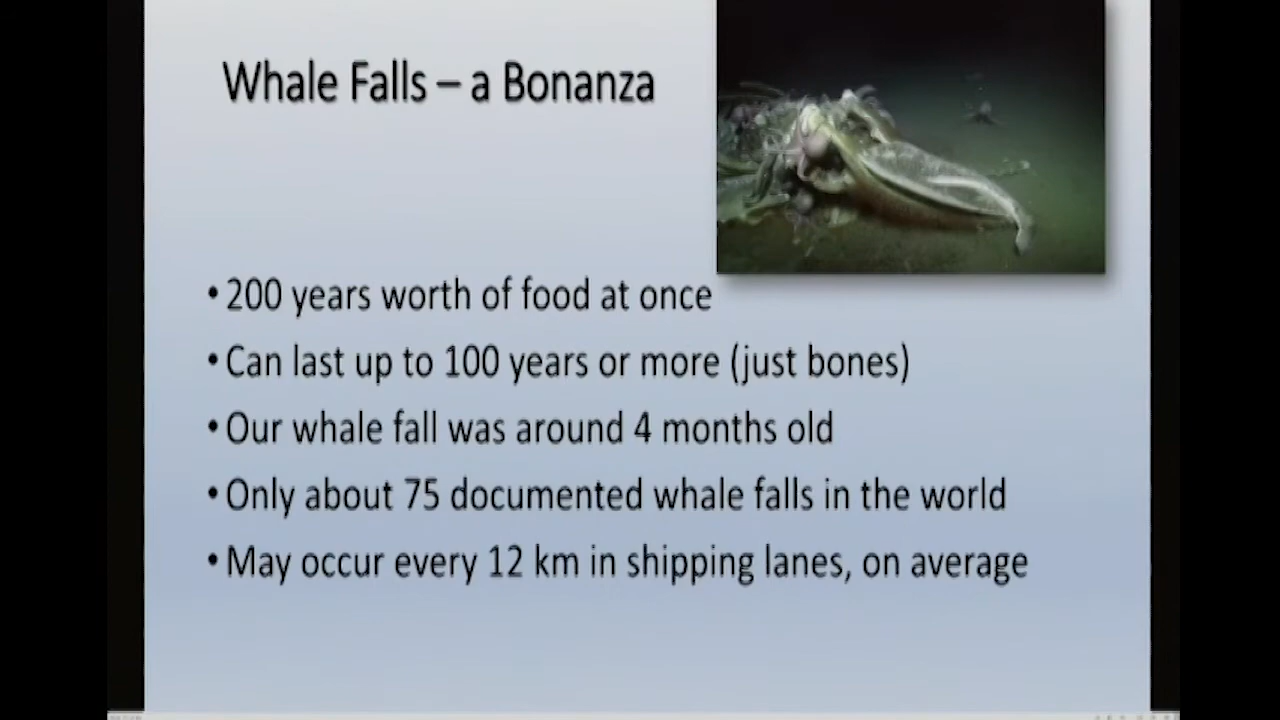 Whale Falls – a Bonanza
•200 years worth of food at once
•Can last up to 100 years or more (just bones)
•Our whale fall was around 4 months old
•Only about 75 documented whale falls in the world
•May occur every 12 km in shipping lanes, on average